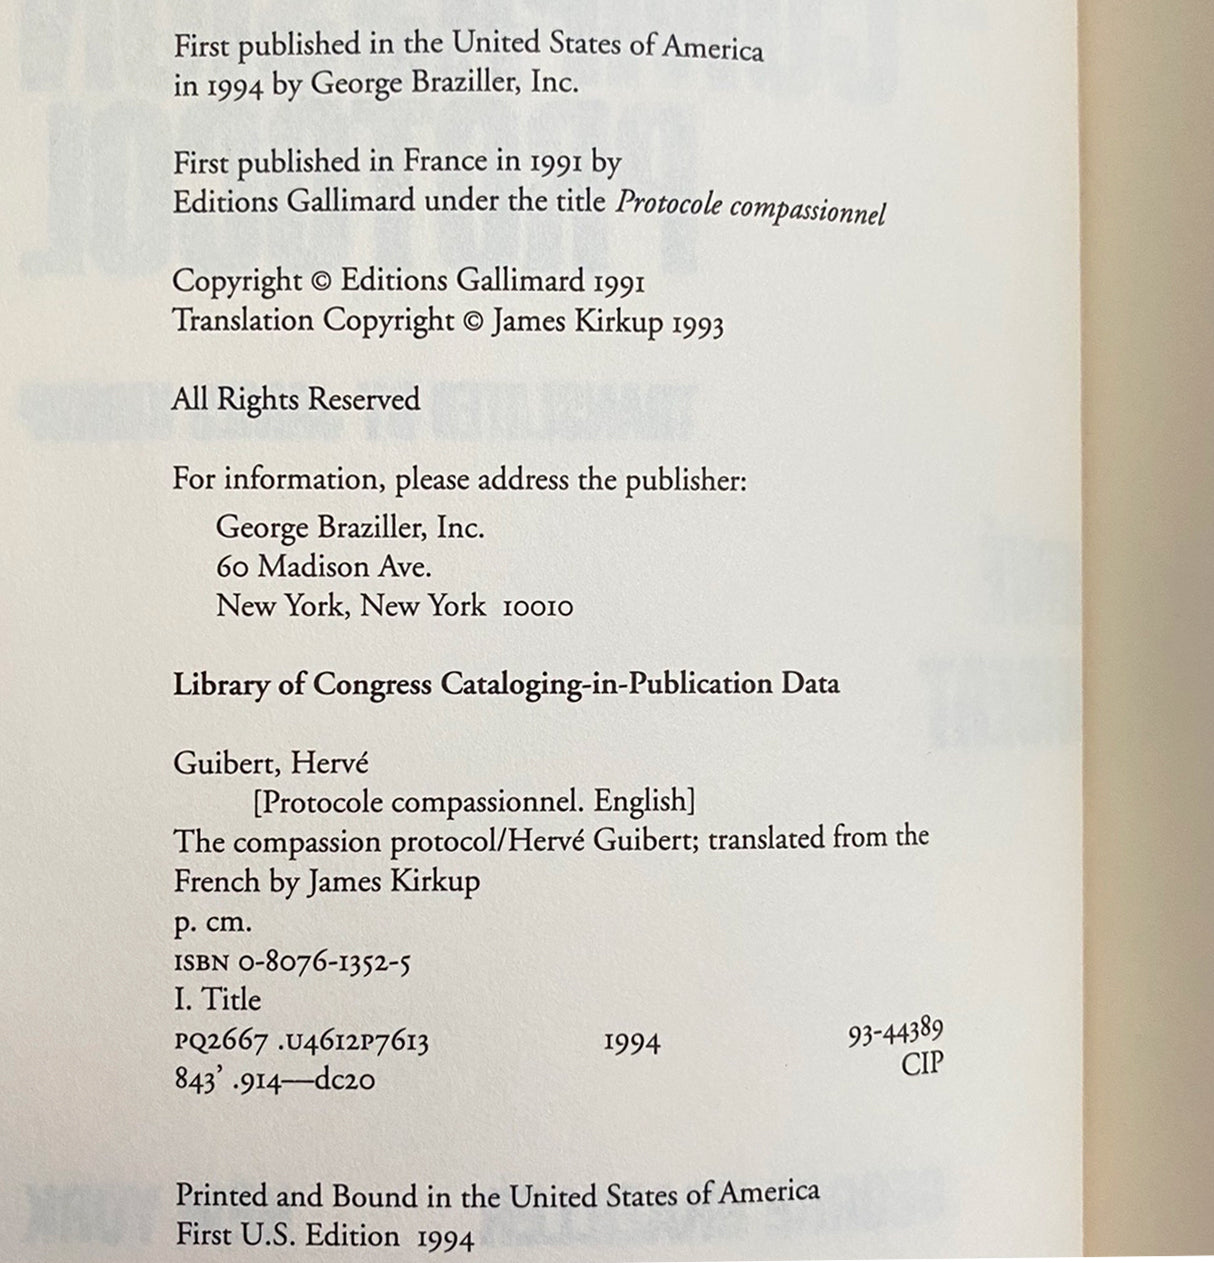 First published in the United States of America
in 1994 by George Braziller, Inc.
First published in France in 1991 by
Editions Gallimard under the title Protocole compassionnel
Copyright © Editions Gallimard 1991
Translation Copyright © James Kirkup 1993
All Rights Reserved
For information, please address the publisher:
George Braziller, Inc.
60 Madison Ave.
New York, New York 10010
Library of Congress Cataloging-in-Publication Data
Guibert, Hervé
[Protocole compassionnel. English]
The compassion protocol/Hervé Guibert; translated from the
French by James Kirkup
p. cm.
ISBN 0-8076-1352-5
I. Title
PQ2667 .U4612P7613 1994 93-44389
843’ .914—dc20 CIP
Printed and Bound in the United States of America
First U.S. Edition 1994